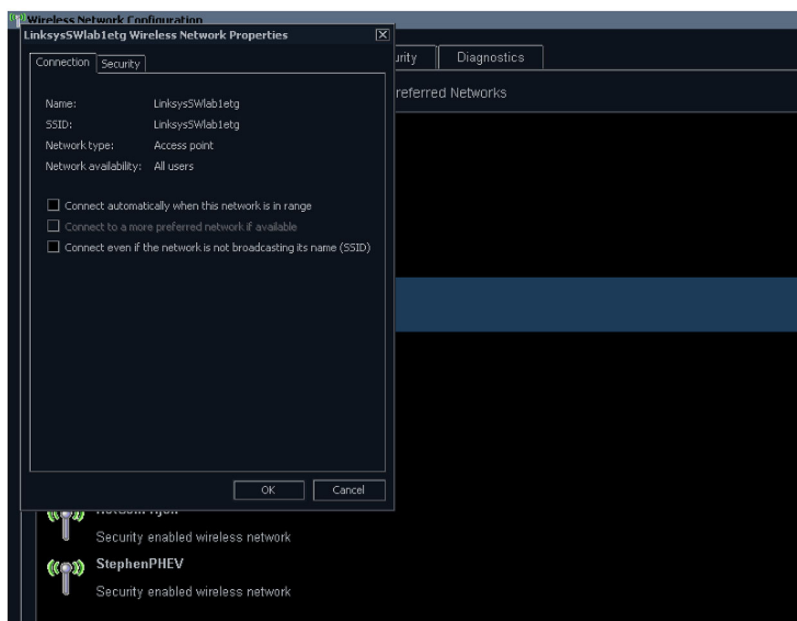 Wireless Network Configuration
LinksysSWlab1etg Wireless Network Properties
Connection
Security
urity
Diagnostics
referred Networks
Name: LinksysSWlab1etg
SSID: LinksysSWlab1etg
Network type: Access point
Network availability: All users
Connect automatically when this network is in range
Connect to a more preferred network if available
Connect even if the network is not broadcasting its name (SSID)
OK
Cancel
Security enabled wireless network
StephenPHEV
Security enabled wireless network